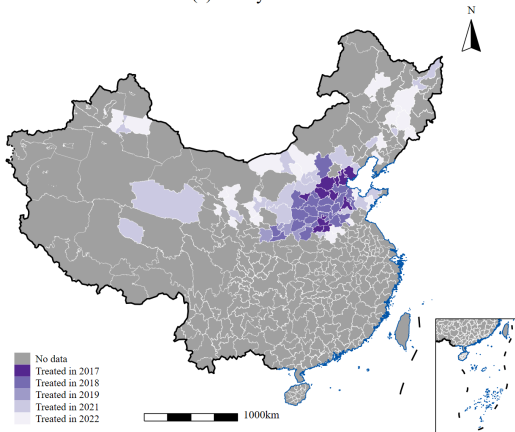 N
No data
Treated in 2017
Treated in 2018
Treated in 2019
Treated in 2021
Treated in 2022
1000km